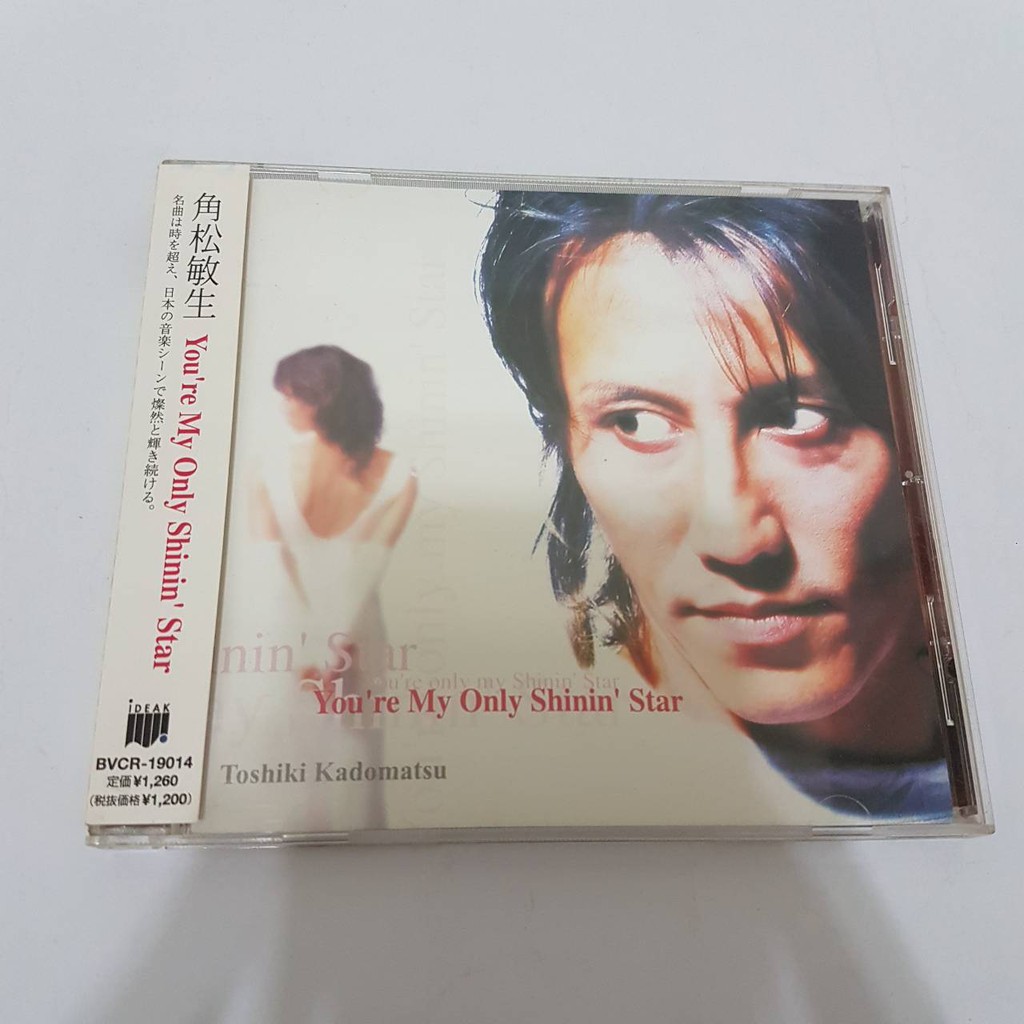 角松敏生 You're My Only Shinin' Star
名曲は時を超え、日本の音楽シーンで燦然と輝き続ける。
iDEAK
BVCR-19014
定価¥1,260
(税抜価格¥1,200)
nin' Star
You're only my Shinin' Star
You're My Only Shinin' Star
Toshiki Kadomatsu